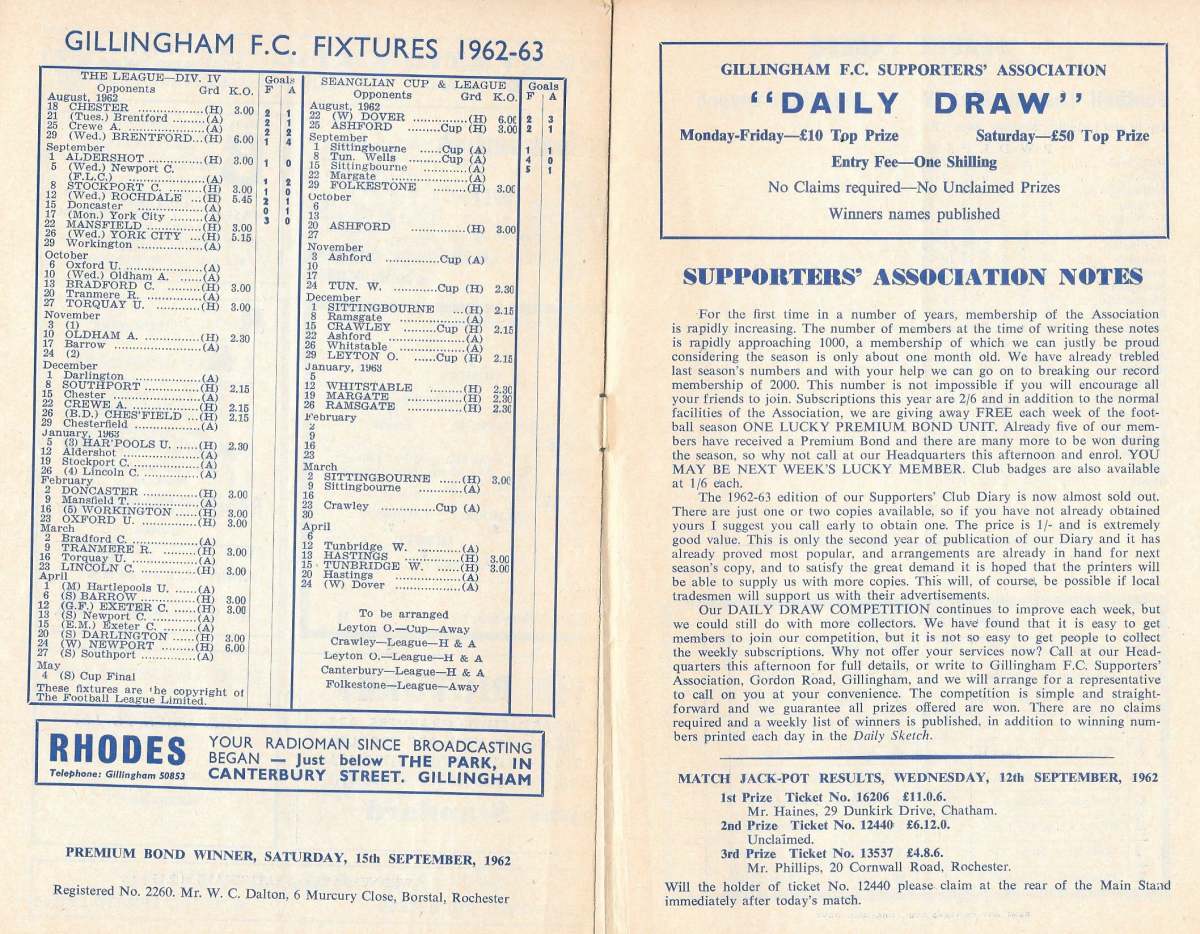 GILLINGHAM F.C. FIXTURES 1962-63
THE LEAGUE—DIV. IV Goals
Opponents Grd K.O. F A
August, 1962
18 CHESTER ...............(H) 3.00 2 1
21 (Tues.) Brentford ......(A) 2 1
25 Crewe A. ...............(A) 2 2
29 (Wed.) BRENTFORD...(H) 6.00 1 4
September
1 ALDERSHOT ............(H) 3.00 1 0
5 (Wed.) Newport C.
(F.L.C.) ..................(A) 1 2
8 STOCKPORT C. .........(H) 3.00 1 0
12 (Wed.) ROCHDALE ...(H) 5.45 2 1
15 Doncaster ...............(A) 0 1
17 (Mon.) York City .........(A) 3 0
22 MANSFIELD ............(H) 3.00
26 (Wed.) YORK CITY ...(H) 5.15
29 Workington ............(A)
October
6 Oxford U. ...............(A)
10 (Wed.) Oldham A. ......(A)
13 BRADFORD C. .........(H) 3.00
20 Tranmere R. ............(A)
27 TORQUAY U. .........(H) 3.00
November
3 (1)
10 OLDHAM A. ............(H) 2.30
17 Barrow ..................(A)
24 (2)
December
1 Darlington ...............(A)
8 SOUTHPORT ............(H) 2.15
15 Chester ..................(A)
22 CREWE A. ...............(H) 2.15
26 (B.D.) CHES'FIELD ...(H) 2.15
29 Chesterfield ............(A)
January, 1963
5 (3) HAR'POOLS U. ......(H) 2.30
12 Aldershot ...............(A)
19 Stockport C. ............(A)
26 (4) Lincoln C. ............(A)
February
2 DONCASTER ............(H) 3.00
9 Mansfield T. ............(A)
16 (5) WORKINGTON ......(H) 3.00
23 OXFORD U. ............(H) 3.00
March
2 Bradford C. ............(A)
9 TRANMERE R. .........(H) 3.00
16 Torquay U. ............(A)
23 LINCOLN C. ............(H) 3.00
April
1 (M) Hartlepools U. ......(A)
6 (S) BARROW ............(H) 3.00
12 (G.F.) EXETER C. ......(H) 3.00
13 (S) Newport C. .........(A)
15 (E.M.) Exeter C. .........(A)
20 (S) DARLINGTON ......(H) 3.00
24 (W) NEWPORT .........(H) 6.00
27 (S) Southport ............(A)
May
4 (S) Cup Final
These fixtures are the copyright of
The Football League Limited.
SEANGLIAN CUP & LEAGUE Goals
Opponents Grd K.O. F A
August, 1962
22 (W) DOVER ............(H) 6.00 2 3
25 ASHFORD .........Cup (H) 3.00 2 1
September
1 Sittingbourne ......Cup (A) 1 1
8 Tun. Wells .........Cup (A) 4 0
15 Sittingbourne .........(A) 5 1
22 Margate ...............(A)
29 FOLKESTONE .........(H) 3.00
October
6
13
20 ASHFORD ...............(H) 3.00
27
November
3 Ashford ............Cup (A)
10
17
24 TUN. W. .........Cup (H) 2.30
December
1 SITTINGBOURNE ...(H) 2.15
8 Ramsgate ...............(A)
15 CRAWLEY .........Cup (H) 2.15
22 Ashford ...............(A)
26 Whitstable ............(A)
29 LEYTON O. ......Cup (H) 2.15
January, 1963
5
12 WHITSTABLE .........(H) 2.30
19 MARGATE ............(H) 2.30
26 RAMSGATE ............(H) 2.30
February
2
9
16
23
March
2 SITTINGBOURNE ......(H) 3.00
9 Sittingbourne ............(A)
16
23 Crawley ............Cup (A)
30
April
6
12 Tunbridge W. .........(A)
13 HASTINGS ............(H) 3.00
15 TUNBRIDGE W. ......(H) 3.00
20 Hastings ...............(A)
24 (W) Dover ............(A)
To be arranged
Leyton O.—Cup—Away
Crawley—League—H & A
Leyton O.—League—H & A
Canterbury—League—H & A
Folkestone—League—Away
RHODES
Telephone: Gillingham 50853
YOUR RADIOMAN SINCE BROADCASTING
BEGAN — Just below THE PARK, IN
CANTERBURY STREET. GILLINGHAM
PREMIUM BOND WINNER, SATURDAY, 15th SEPTEMBER, 1962
Registered No. 2260. Mr. W. C. Dalton, 6 Murcury Close, Borstal, Rochester
GILLINGHAM F.C. SUPPORTERS' ASSOCIATION
"DAILY DRAW"
Monday-Friday—£10 Top Prize Saturday—£50 Top Prize
Entry Fee—One Shilling
No Claims required—No Unclaimed Prizes
Winners names published
SUPPORTERS' ASSOCIATION NOTES
For the first time in a number of years, membership of the Association
is rapidly increasing. The number of members at the time of writing these notes
is rapidly approaching 1000, a membership of which we can justly be proud
considering the season is only about one month old. We have already trebled
last season's numbers and with your help we can go on to breaking our record
membership of 2000. This number is not impossible if you will encourage all
your friends to join. Subscriptions this year are 2/6 and in addition to the normal
facilities of the Association, we are giving away FREE each week of the foot-
ball season ONE LUCKY PREMIUM BOND UNIT. Already five of our mem-
bers have received a Premium Bond and there are many more to be won during
the season, so why not call at our Headquarters this afternoon and enrol. YOU
MAY BE NEXT WEEK'S LUCKY MEMBER. Club badges are also available
at 1/6 each.
The 1962-63 edition of our Supporters' Club Diary is now almost sold out.
There are just one or two copies available, so if you have not already obtained
yours I suggest you call early to obtain one. The price is 1/- and is extremely
good value. This is only the second year of publication of our Diary and it has
already proved most popular, and arrangements are already in hand for next
season's copy, and to satisfy the great demand it is hoped that the printers will
be able to supply us with more copies. This will, of course, be possible if local
tradesmen will support us with their advertisements.
Our DAILY DRAW COMPETITION continues to improve each week, but
we could still do with more collectors. We have found that it is easy to get
members to join our competition, but it is not so easy to get people to collect
the weekly subscriptions. Why not offer your services now? Call at our Head-
quarters this afternoon for full details, or write to Gillingham F.C. Supporters'
Association, Gordon Road, Gillingham, and we will arrange for a representative
to call on you at your convenience. The competition is simple and straight-
forward and we guarantee all prizes offered are won. There are no claims
required and a weekly list of winners is published, in addition to winning num-
bers printed each day in the Daily Sketch.
MATCH JACK-POT RESULTS, WEDNESDAY, 12th SEPTEMBER, 1962
1st Prize Ticket No. 16206 £11.0.6.
Mr. Haines, 29 Dunkirk Drive, Chatham.
2nd Prize Ticket No. 12440 £6.12.0.
Unclaimed.
3rd Prize Ticket No. 13537 £4.8.6.
Mr. Phillips, 20 Cornwall Road, Rochester.
Will the holder of ticket No. 12440 please claim at the rear of the Main Stand
immediately after today's match.